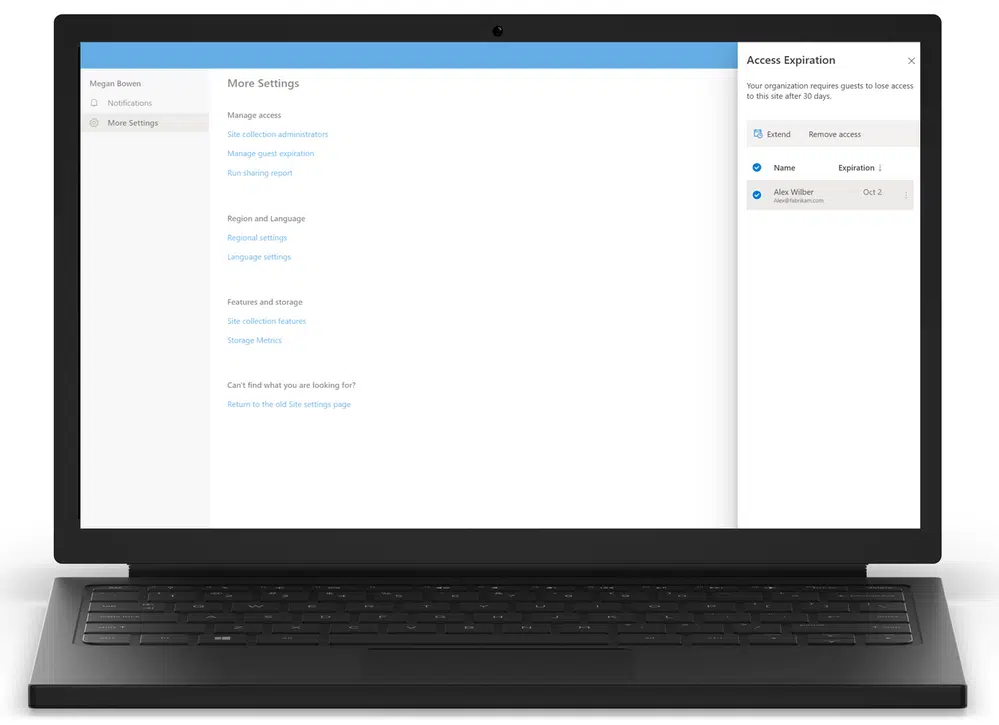 Megan Bowen
Notifications
More Settings
More Settings
Manage access
Site collection administrators
Manage guest expiration
Run sharing report
Region and Language
Regional settings
Language settings
Features and storage
Site collection features
Storage Metrics
Can't find what you are looking for?
Return to the old Site settings page
Access Expiration
Your organization requires guests to lose access
to this site after 30 days.
Extend Remove access
Name Expiration ↓
Alex Wilber Oct 2
Alex@fabrikam.com